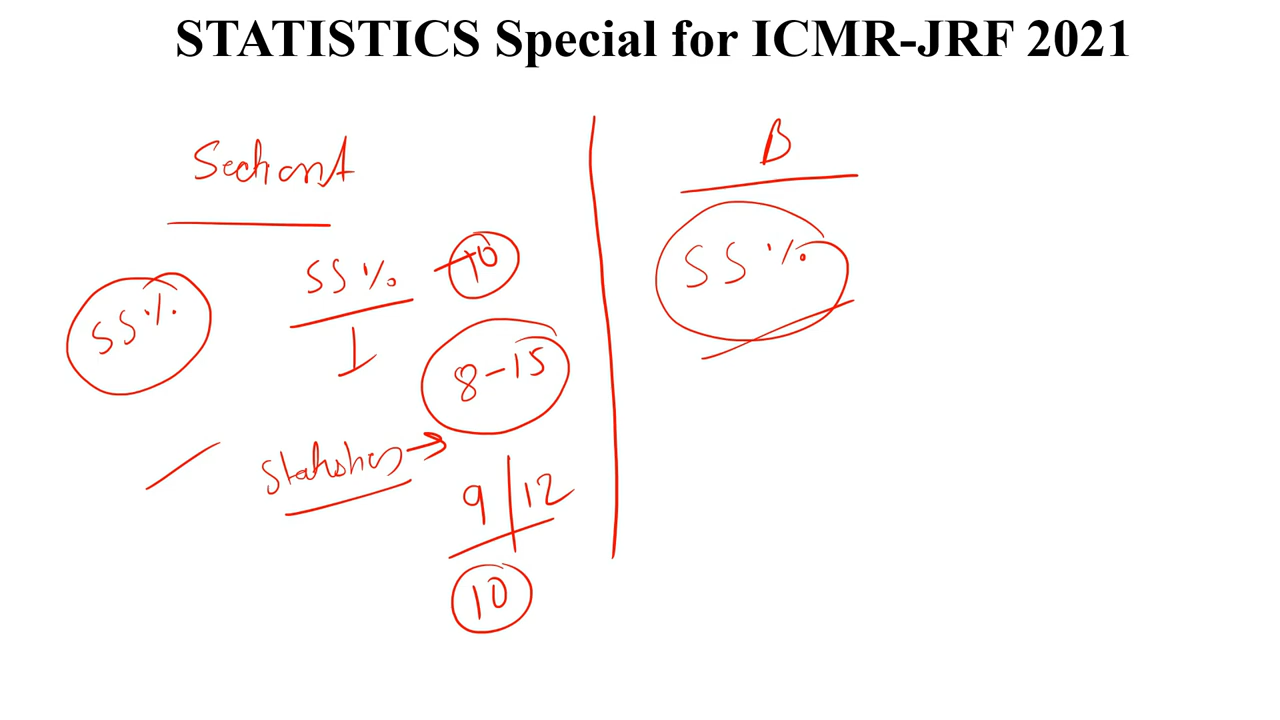 STATISTICS Special for ICMR-JRF 2021
Section A
55%
55% 10
1
8-15
Statistics →
9 | 12
10
B
55%